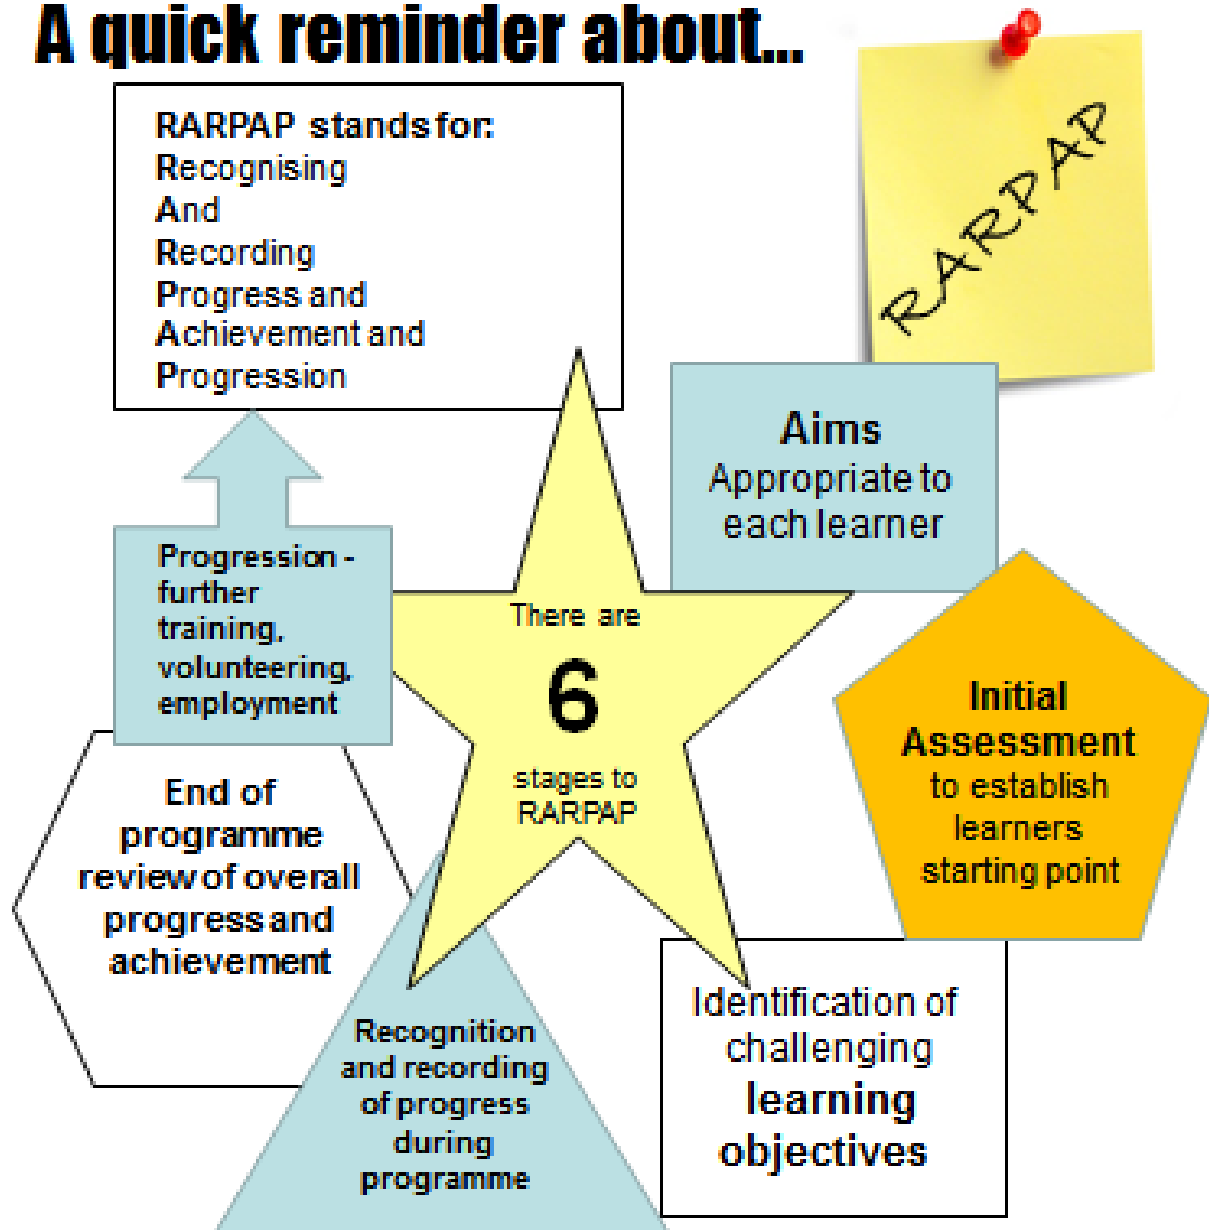 A quick reminder about...
RARPAP stands for:
Recognising
And
Recording
Progress and
Achievement and
Progression
RARPAP
Aims
Appropriate to
each learner
Initial
Assessment
to establish
learners
starting point
Identification of
challenging
learning
objectives
Recognition
and recording
of progress
during
programme
End of
programme
review of overall
progress and
achievement
Progression -
further
training,
volunteering,
employment
There are
6
stages to
RARPAP